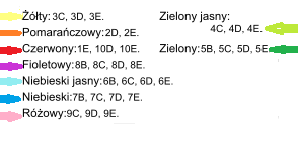 Żółty: 3C, 3D, 3E.
Pomarańczowy: 2D, 2E.
Czerwony: 1E, 10D, 10E.
Fioletowy: 8B, 8C, 8D, 8E.
Niebieski jasny: 6B, 6C, 6D, 6E.
Niebieski: 7B, 7C, 7D, 7E.
Różowy: 9C, 9D, 9E.
Zielony jasny:
4C, 4D, 4E.
Zielony: 5B, 5C, 5D, 5E